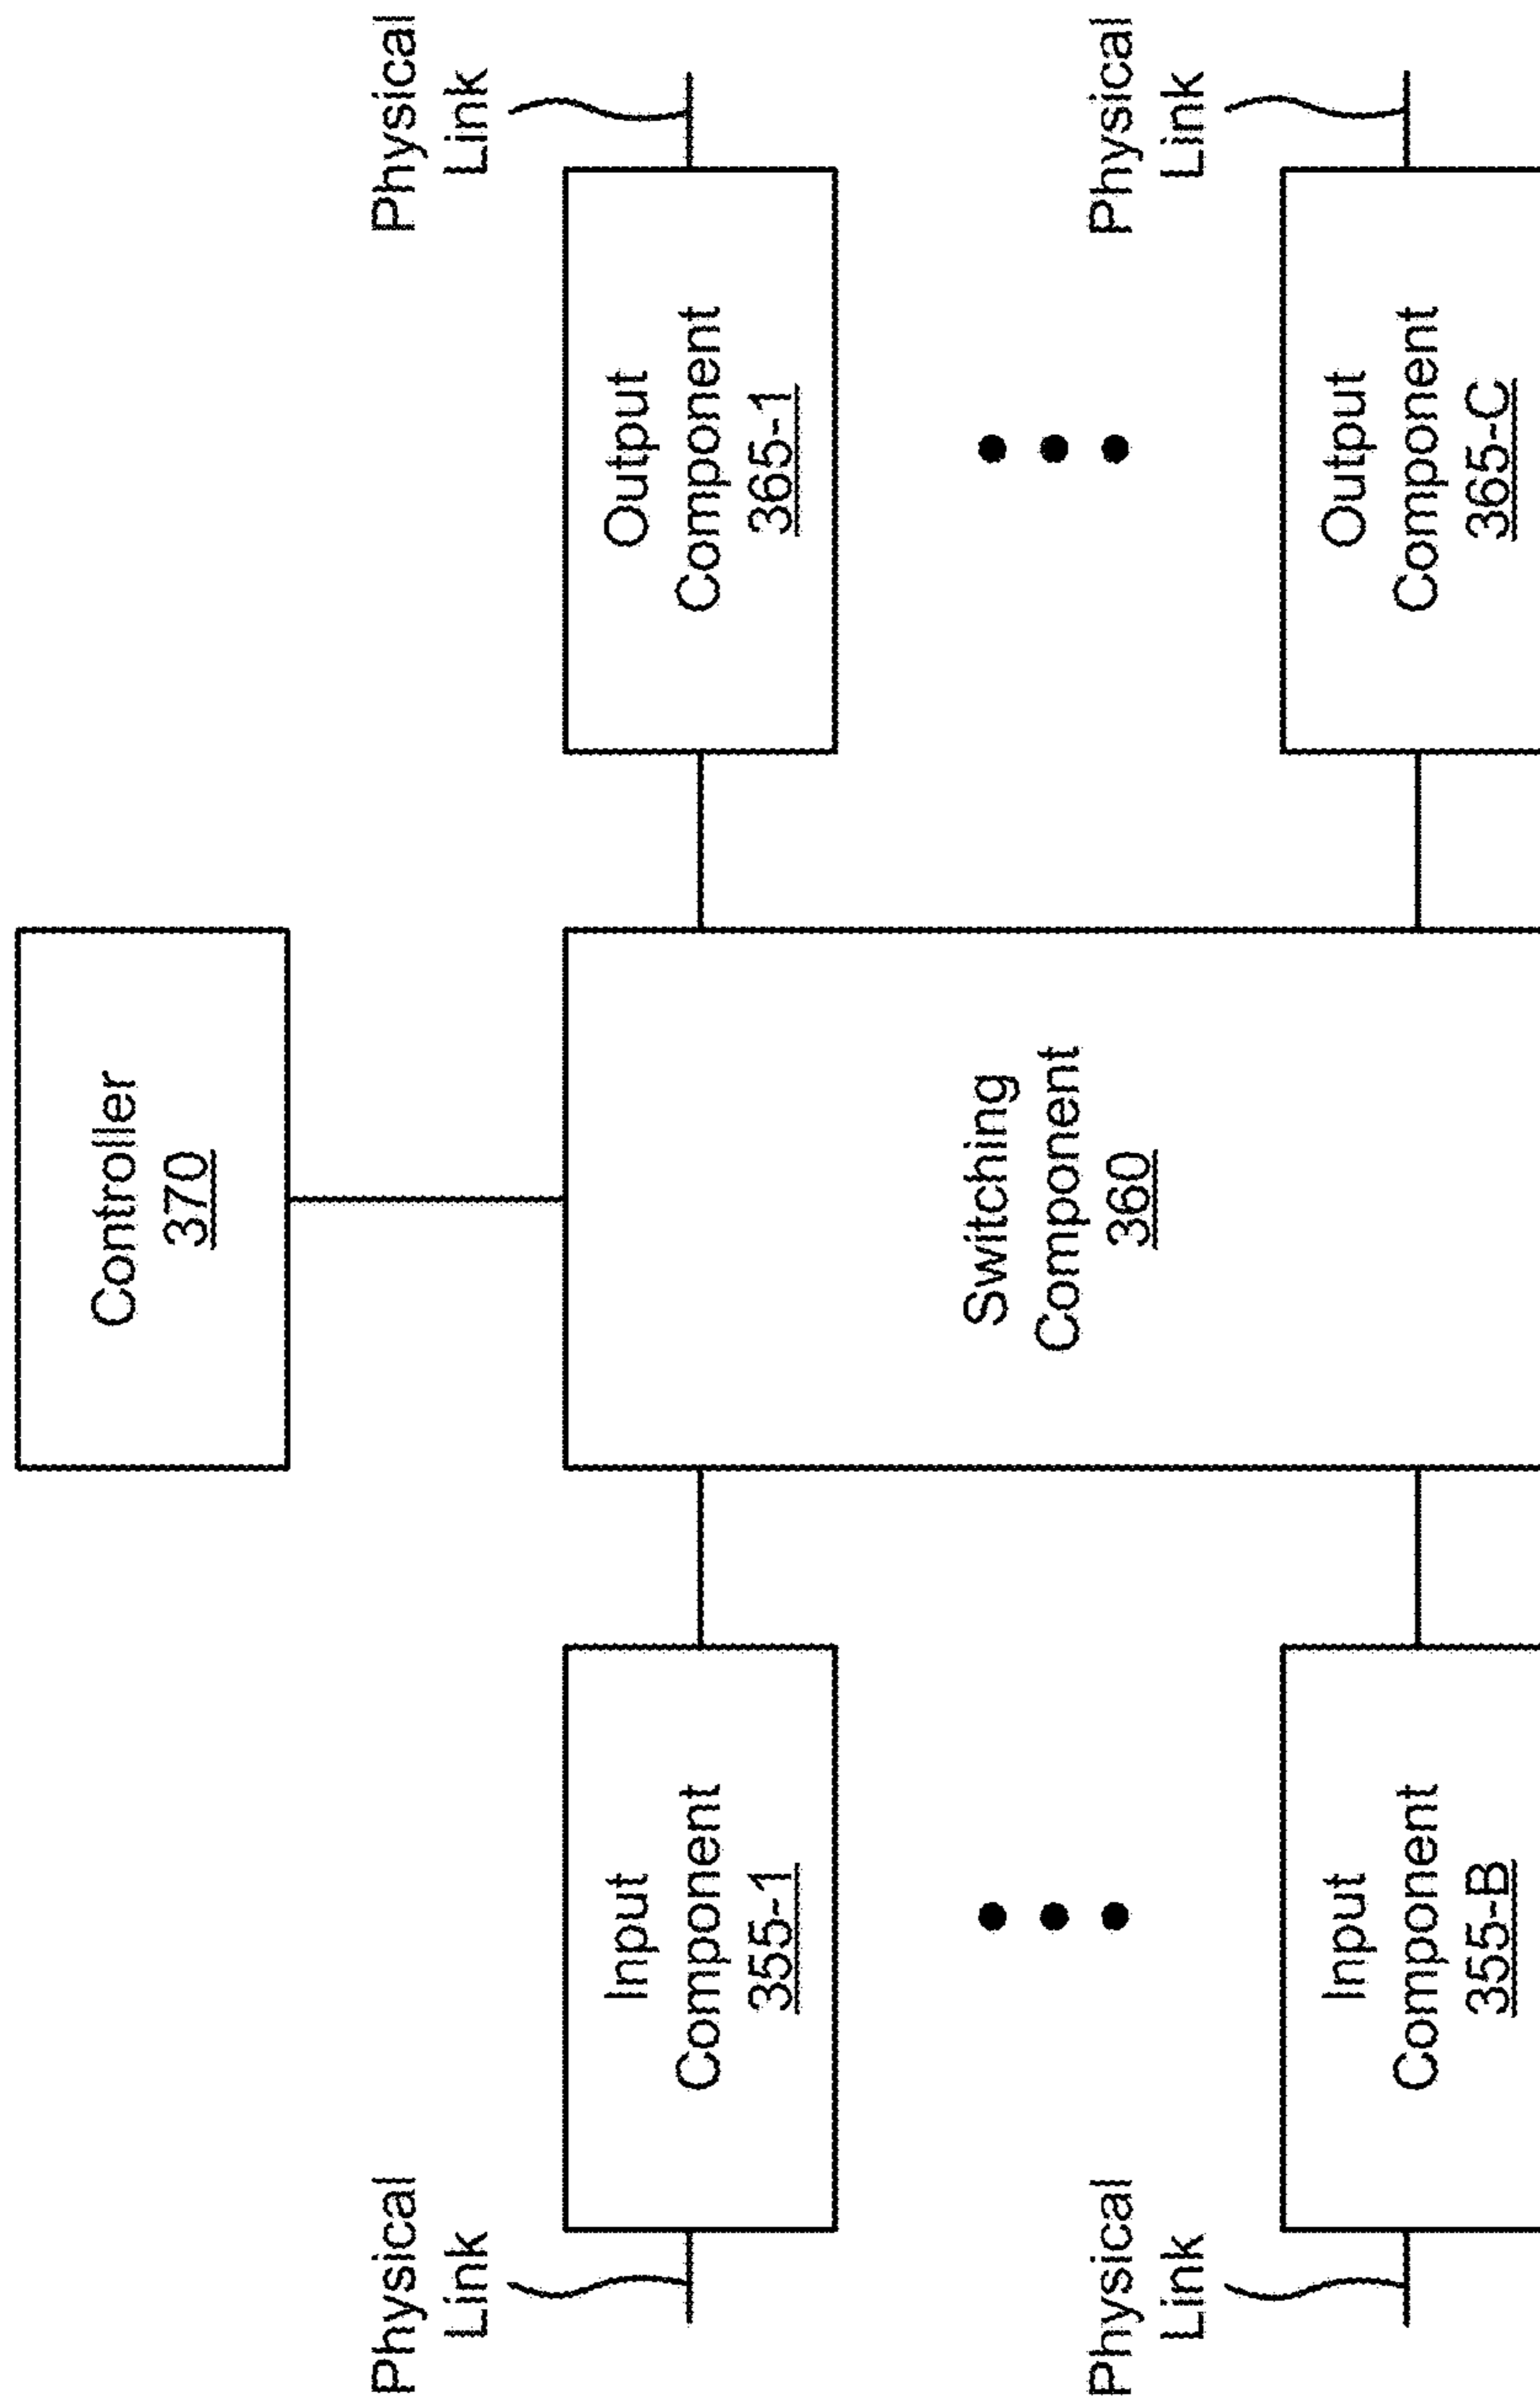 Controller
370
Physical
Link
Input
Component
355-1
Switching
Component
360
Output
Component
365-1
Physical
Link
Physical
Link
Input
Component
355-B
Output
Component
365-C
Physical
Link